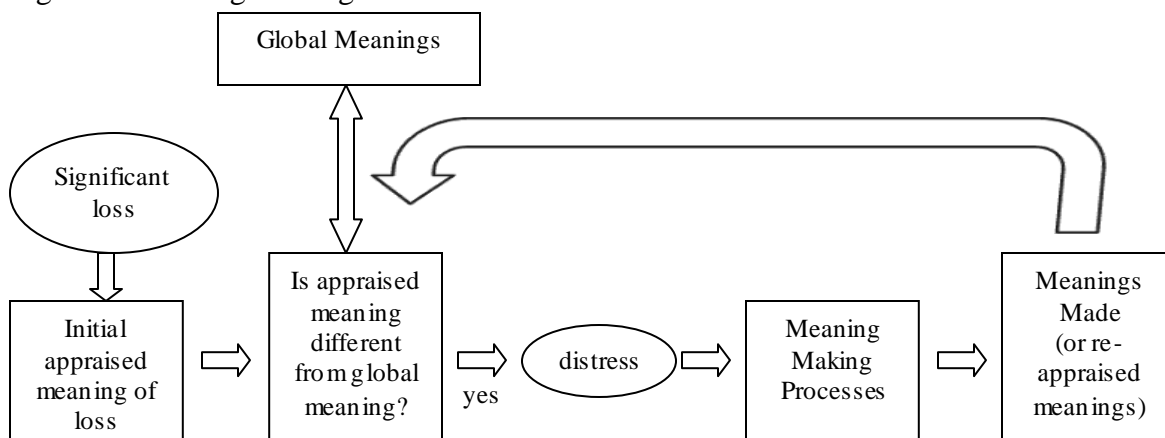 Global Meanings
Significant
loss
Initial
appraised
meaning of
loss
Is appraised
meaning
different
from global
meaning?
yes
distress
Meaning
Making
Processes
Meanings
Made
(or re-
appraised
meanings)